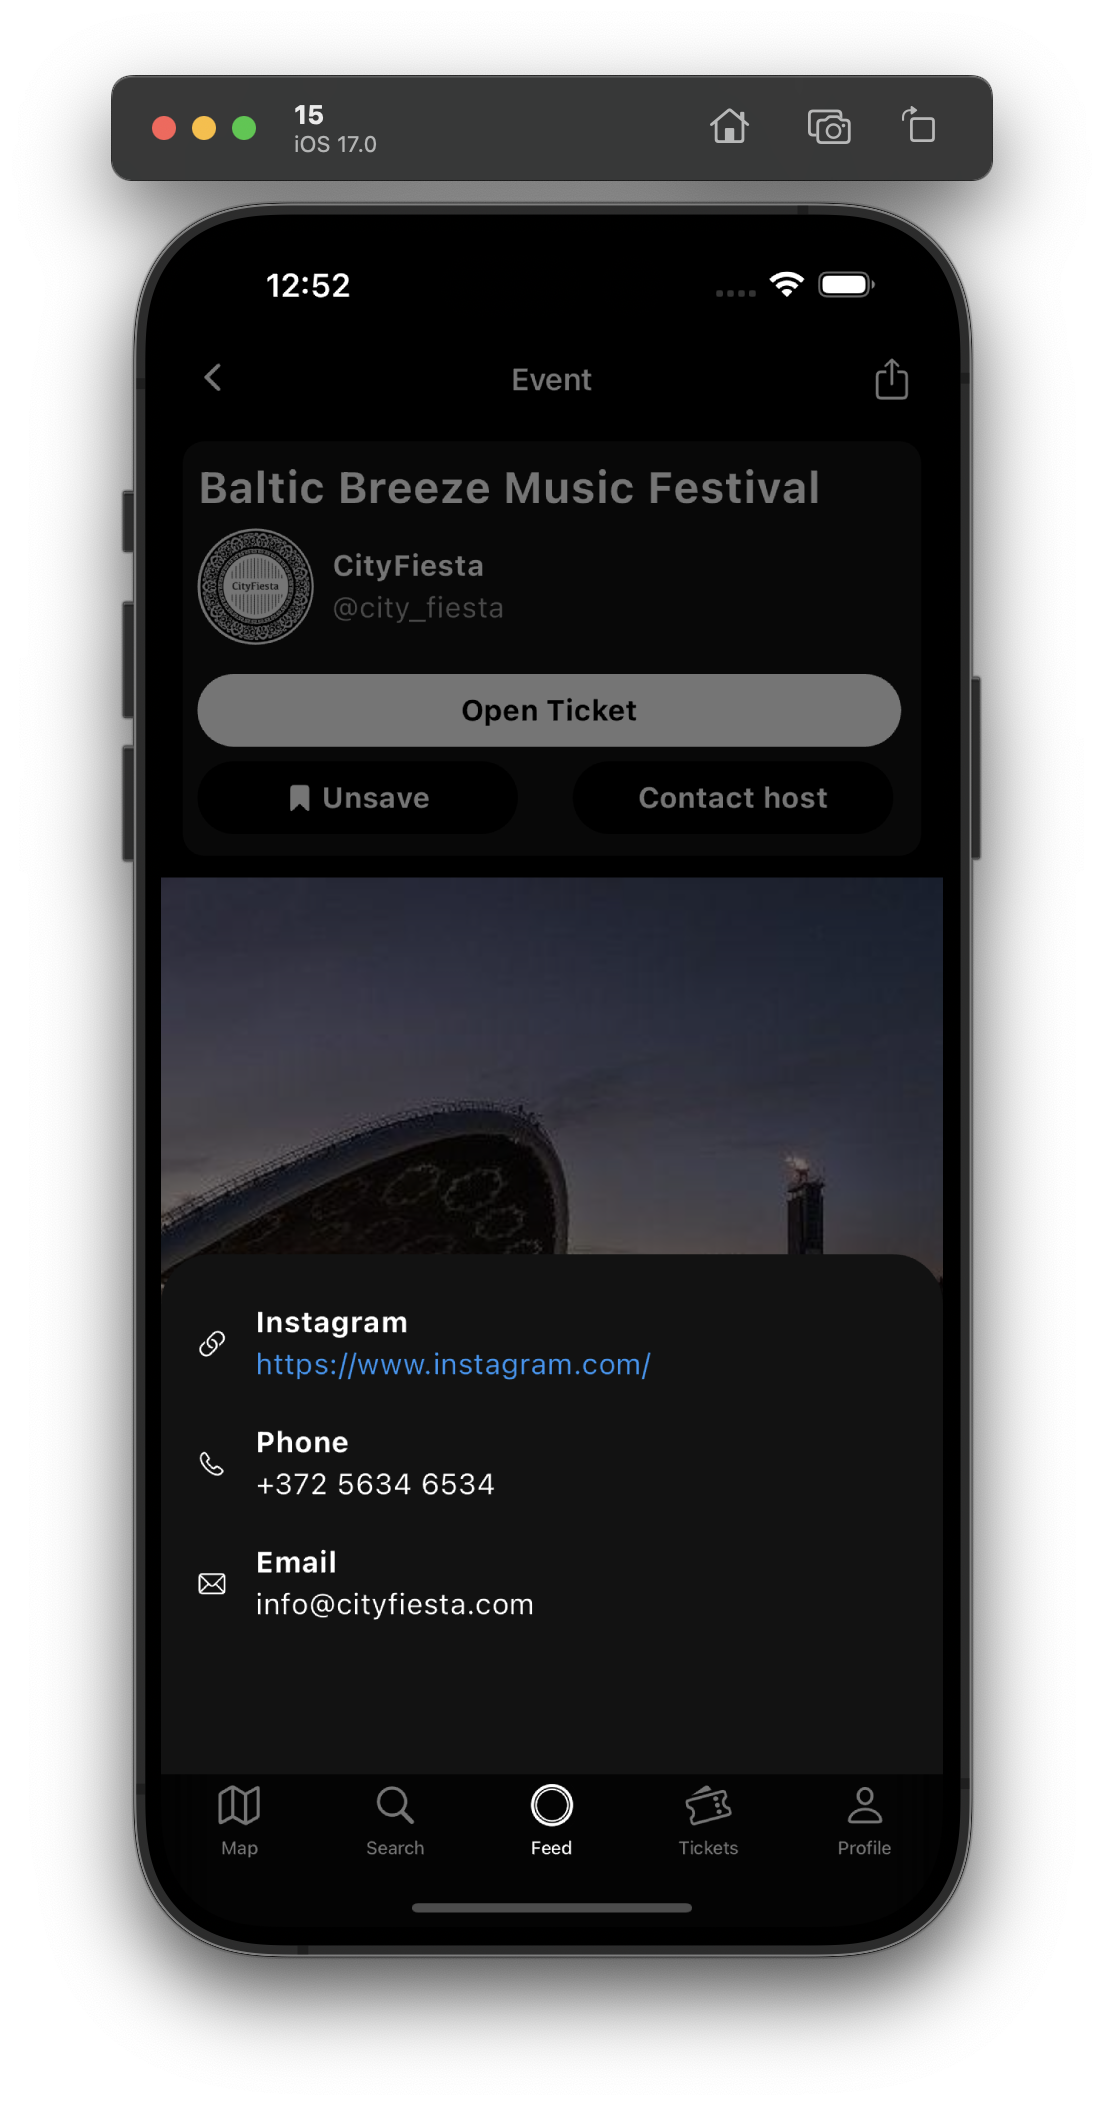 15
iOS 17.0
12:52
Event
Baltic Breeze Music Festival
CityFiesta
CityFiesta
@city_fiesta
Open Ticket
Unsave
Contact host
Instagram
https://www.instagram.com/
Phone
+372 5634 6534
Email
info@cityfiesta.com
Map
Search
Feed
Tickets
Profile